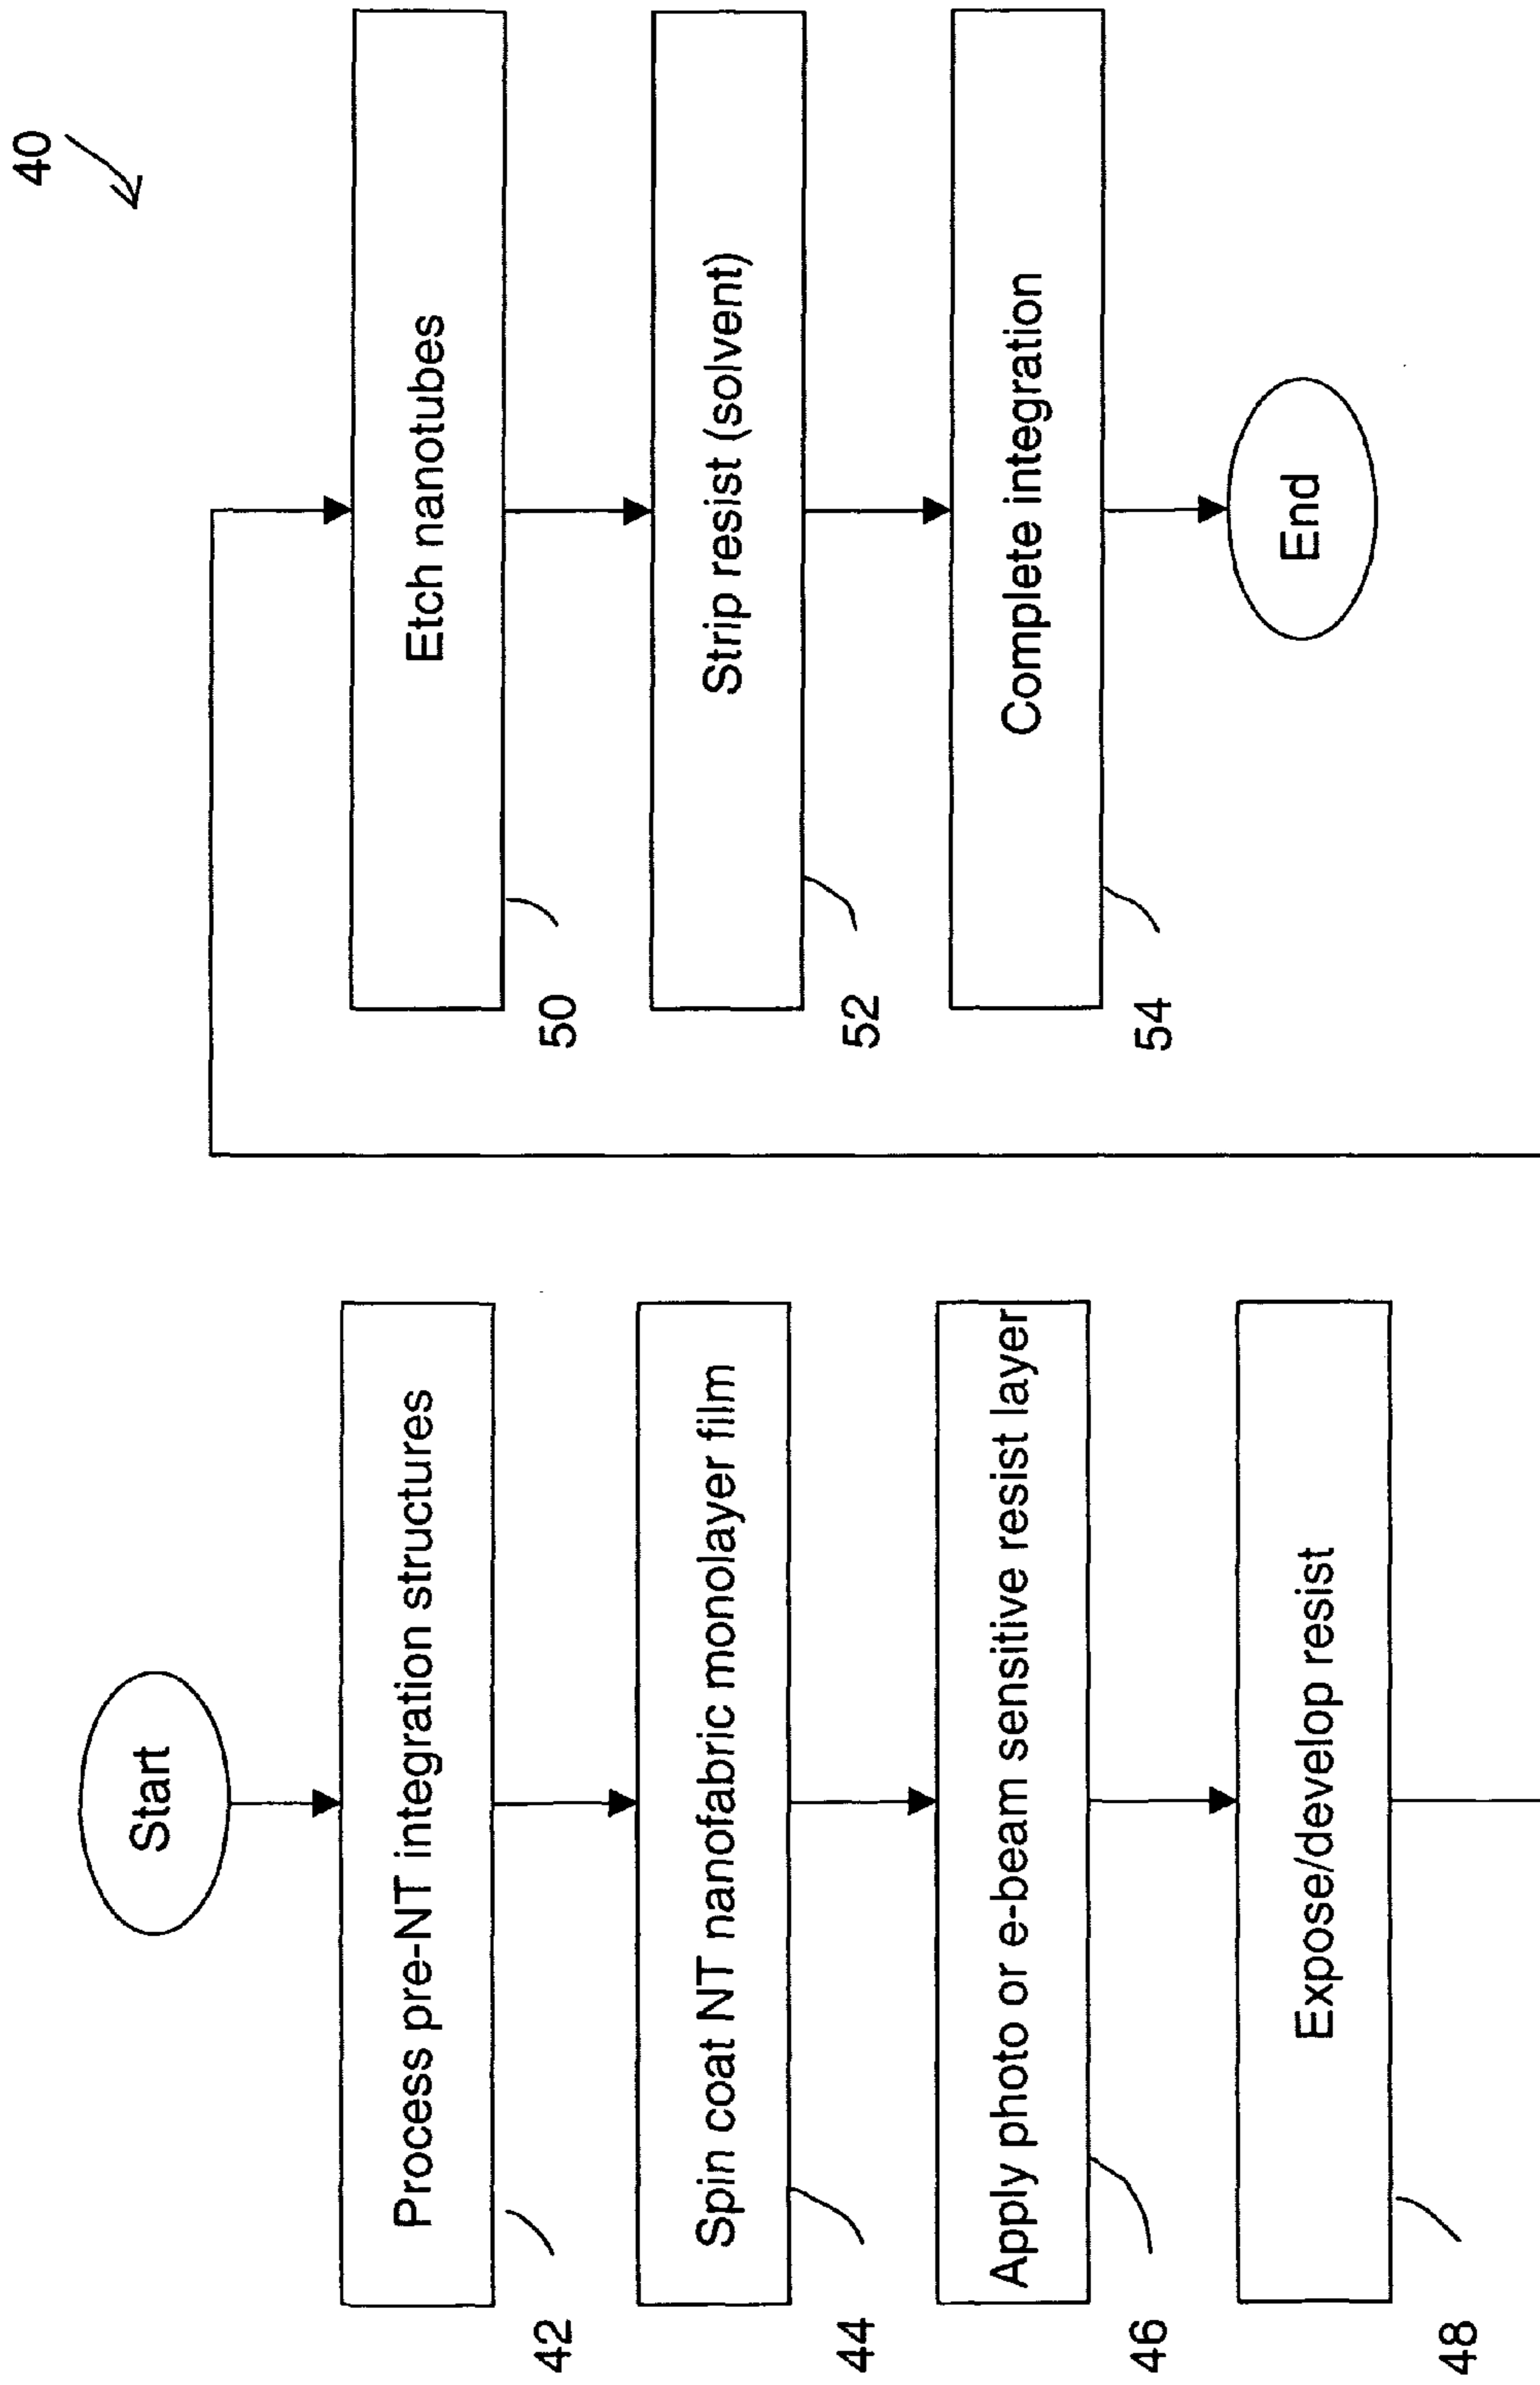 40
Start
Process pre-NT integration structures
42
Spin coat NT nanofabric monolayer film
44
Apply photo or e-beam sensitive resist layer
46
Expose/develop resist
48
Etch nanotubes
50
Strip resist (solvent)
52
Complete integration
54
End